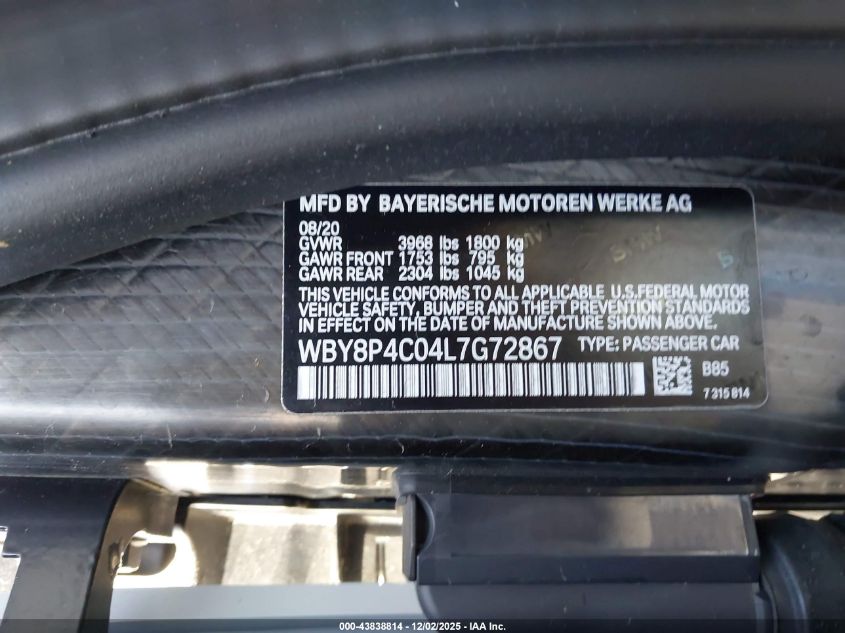 MFD BY BAYERISCHE MOTOREN WERKE AG
08/20
GVWR 3968 lbs 1800 kg
GAWR FRONT 1753 lbs 795 kg
GAWR REAR 2304 lbs 1045 kg
THIS VEHICLE CONFORMS TO ALL APPLICABLE U.S.FEDERAL MOTOR
VEHICLE SAFETY, BUMPER AND THEFT PREVENTION STANDARDS
IN EFFECT ON THE DATE OF MANUFACTURE SHOWN ABOVE.
WBY8P4C04L7G72867 TYPE: PASSENGER CAR
B85
7 315 814
000-43838814 • 12/02/2025 - IAA Inc.